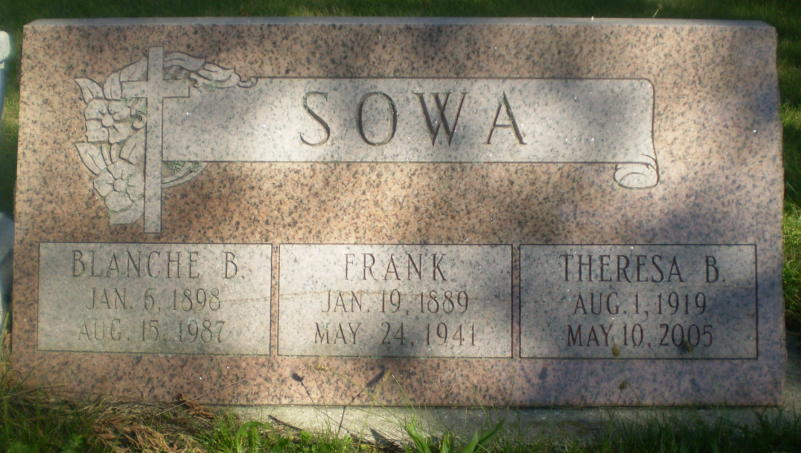 SOWA
BLANCHE B.
JAN. 6, 1898
AUG. 15, 1987
FRANK
JAN. 19, 1889
MAY 24, 1941
THERESA B.
AUG. 1, 1919
MAY 10, 2005